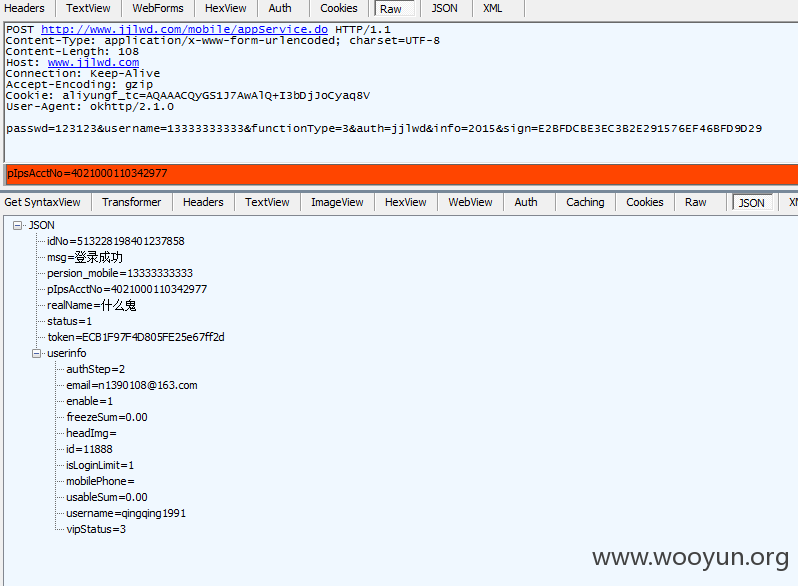 Headers TextView WebForms HexView Auth Cookies Raw JSON XML
POST http://www.jjlwd.com/mobile/appService.do HTTP/1.1
Content-Type: application/x-www-form-urlencoded; charset=UTF-8
Content-Length: 108
Host: www.jjlwd.com
Connection: Keep-Alive
Accept-Encoding: gzip
Cookie: aliyungf_tc=AQAAACQyGS1J7AwAlQ+I3bDjJoCyaq8V
User-Agent: okhttp/2.1.0
passwd=123123&username=13333333333&functionType=3&auth=jjlwd&info=2015&sign=E2BFDCBE3EC3B2E291576EF46BFD9D29
pIpsAcctNo=4021000110342977
Get SyntaxView Transformer Headers TextView ImageView HexView WebView Auth Caching Cookies Raw JSON
JSON
idNo=513228198401237858
msg=登录成功
persion_mobile=13333333333
pIpsAcctNo=4021000110342977
realName=什么鬼
status=1
token=ECB1F97F4D805FE25e67ff2d
userinfo
authStep=2
email=n1390108@163.com
enable=1
freezeSum=0.00
headImg=
id=11888
isLoginLimit=1
mobilePhone=
usableSum=0.00
username=qingqing1991
vipStatus=3
www.wooyun.org